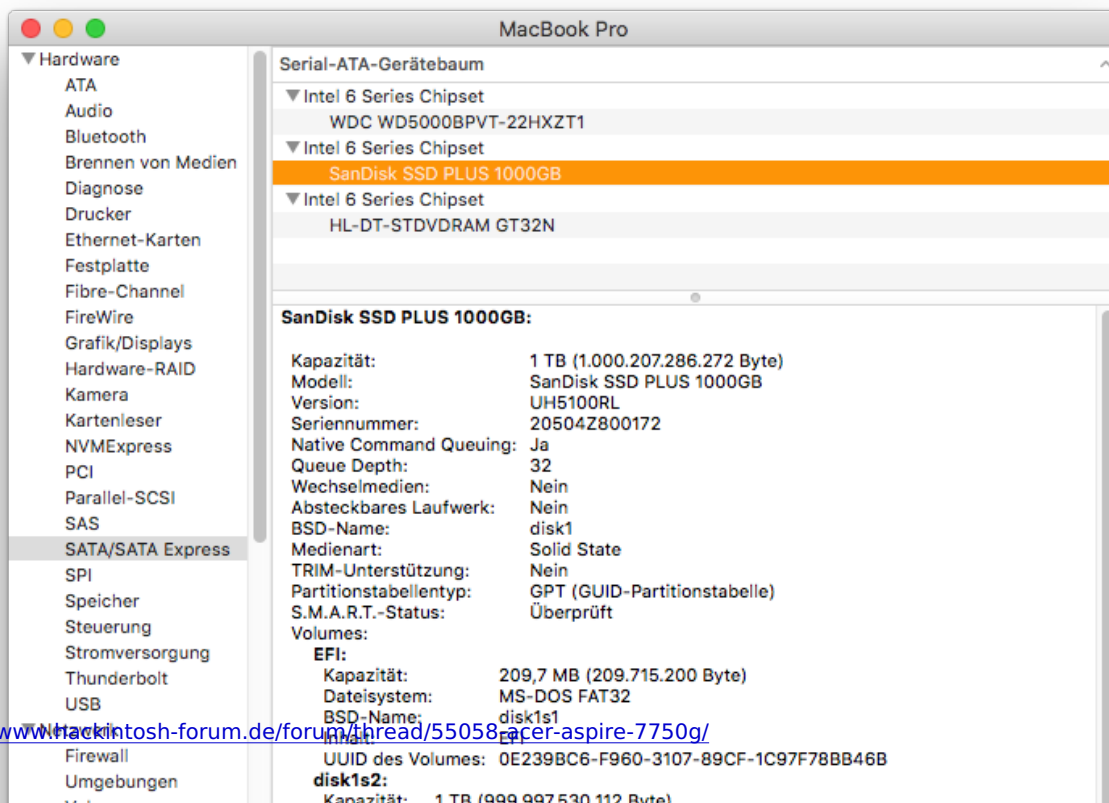 MacBook Pro
Hardware
ATA
Audio
Bluetooth
Brennen von Medien
Diagnose
Drucker
Ethernet-Karten
Festplatte
Fibre-Channel
FireWire
Grafik/Displays
Hardware-RAID
Kamera
Kartenleser
NVMExpress
PCI
Parallel-SCSI
SAS
SATA/SATA Express
SPI
Speicher
Steuerung
Stromversorgung
Thunderbolt
USB
Netzwerk
Firewall
Umgebungen
Serial-ATA-Gerätebaum
Intel 6 Series Chipset
WDC WD5000BPVT-22HXZT1
Intel 6 Series Chipset
SanDisk SSD PLUS 1000GB
Intel 6 Series Chipset
HL-DT-STDVDRAM GT32N
SanDisk SSD PLUS 1000GB:
Kapazität: 1 TB (1.000.207.286.272 Byte)
Modell: SanDisk SSD PLUS 1000GB
Version: UH5100RL
Seriennummer: 20504Z800172
Native Command Queuing: Ja
Queue Depth: 32
Wechselmedien: Nein
Absteckbares Laufwerk: Nein
BSD-Name: disk1
Medienart: Solid State
TRIM-Unterstützung: Nein
Partitionstabellentyp: GPT (GUID-Partitionstabelle)
S.M.A.R.T.-Status: Überprüft
Volumes:
EFI:
Kapazität: 209,7 MB (209.715.200 Byte)
Dateisystem: MS-DOS FAT32
BSD-Name: disk1s1
Inhalt: EFI
UUID des Volumes: 0E239BC6-F960-3107-89CF-1C97F78BB46B
disk1s2:
Kapazität: 1 TB (999.997.530.112 Byte)
www.hackintosh-forum.de/forum/thread/55058-acer-aspire-7750g/